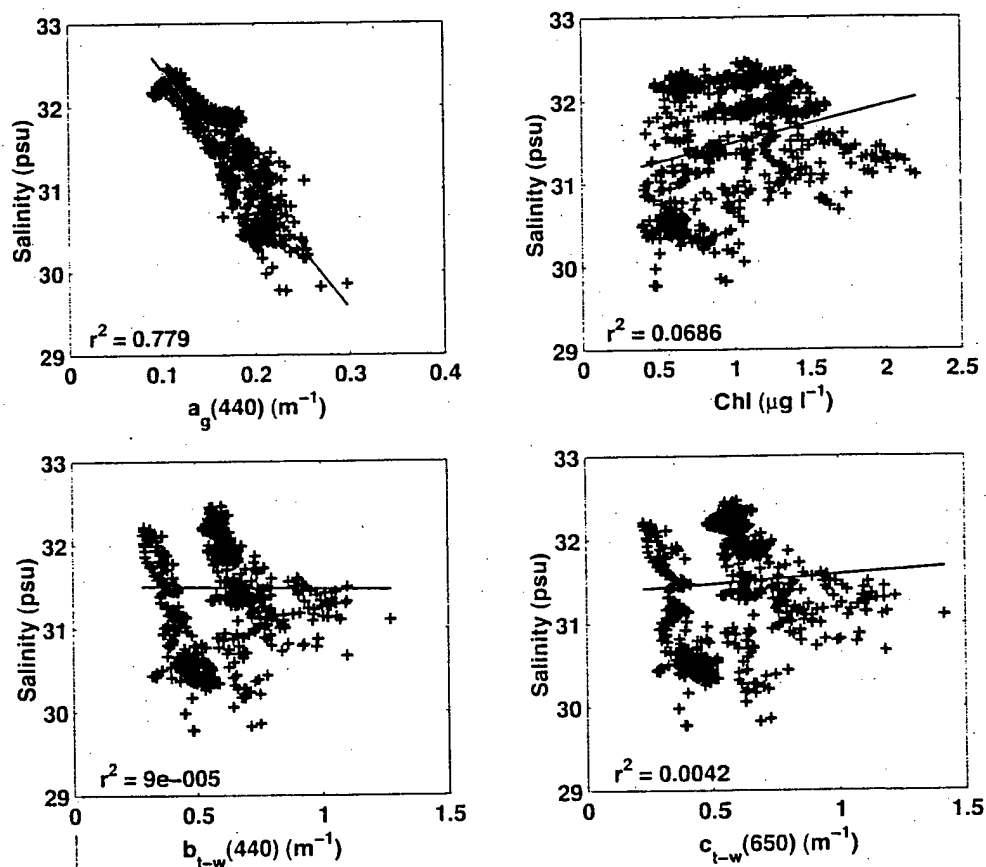 33
32
31
30
29
Salinity (psu)
r² = 0.779
0 0.1 0.2 0.3 0.4
a_g(440) (m⁻¹)
33
32
31
30
29
Salinity (psu)
r² = 0.0686
0 0.5 1 1.5 2 2.5
Chl (μg l⁻¹)
33
32
31
30
29
Salinity (psu)
r² = 9e–005
0 0.5 1 1.5
b_{t–w}(440) (m⁻¹)
33
32
31
30
29
Salinity (psu)
r² = 0.0042
0 0.5 1 1.5
c_{t–w}(650) (m⁻¹)